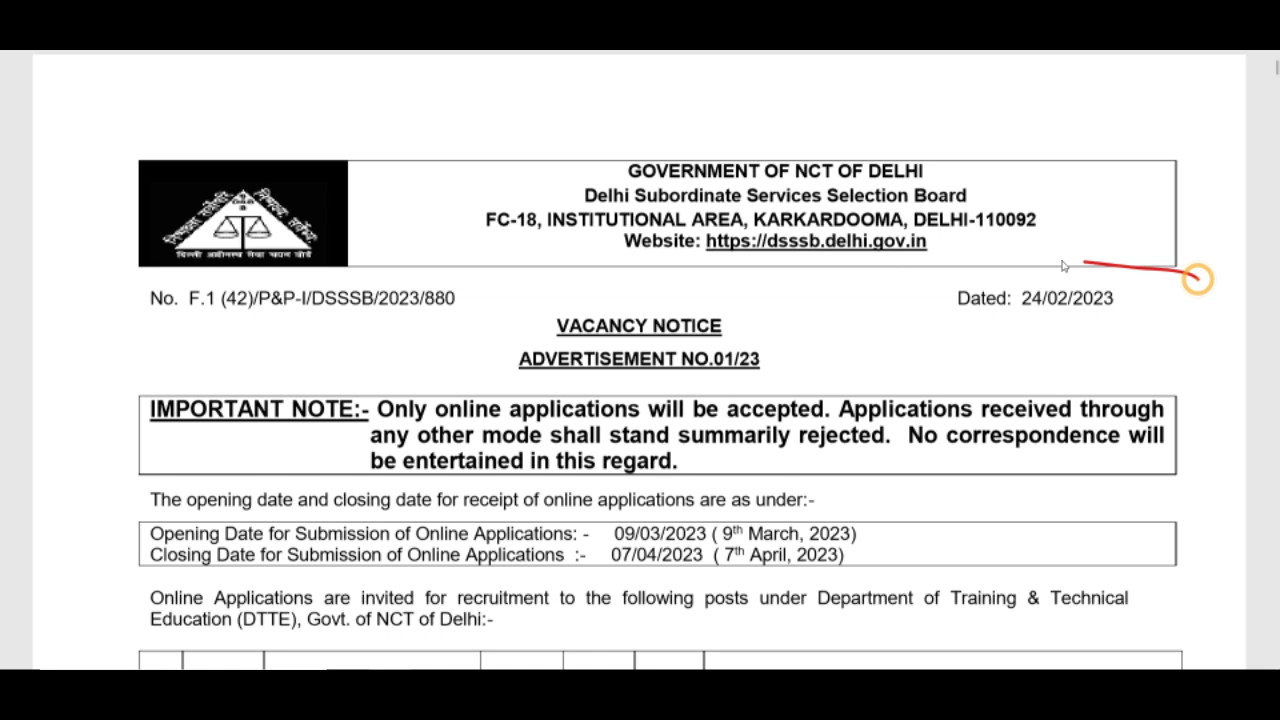 GOVERNMENT OF NCT OF DELHI
Delhi Subordinate Services Selection Board
FC-18, INSTITUTIONAL AREA, KARKARDOOMA, DELHI-110092
Website: https://dsssb.delhi.gov.in
दिल्ली अधीनस्थ सेवा चयन बोर्ड
No. F.1 (42)/P&P-I/DSSSB/2023/880 Dated: 24/02/2023
VACANCY NOTICE
ADVERTISEMENT NO.01/23
IMPORTANT NOTE:- Only online applications will be accepted. Applications received through
any other mode shall stand summarily rejected. No correspondence will
be entertained in this regard.
The opening date and closing date for receipt of online applications are as under:-
Opening Date for Submission of Online Applications: - 09/03/2023 ( 9th March, 2023)
Closing Date for Submission of Online Applications :- 07/04/2023 ( 7th April, 2023)
Online Applications are invited for recruitment to the following posts under Department of Training & Technical
Education (DTTE), Govt. of NCT of Delhi:-